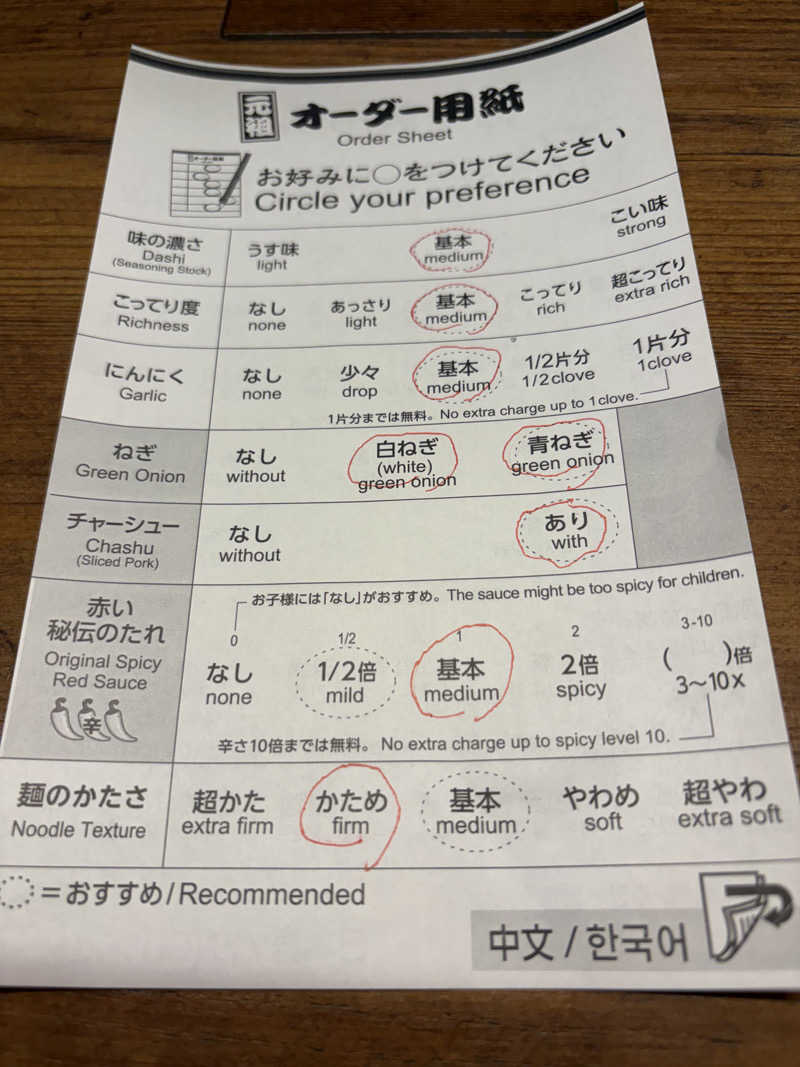 元祖 オーダー用紙
Order Sheet
お好みに○をつけてください
Circle your preference
味の濃さ
Dashi
(Seasoning Stock)
うす味
light
基本
medium
こい味
strong
こってり度
Richness
なし
none
あっさり
light
基本
medium
こってり
rich
超こってり
extra rich
にんにく
Garlic
なし
none
少々
drop
基本
medium
1/2片分
1/2clove
1片分
1clove
1片分までは無料。No extra charge up to 1clove.
ねぎ
Green Onion
なし
without
白ねぎ
(white)
green onion
青ねぎ
green onion
チャーシュー
Chashu
(Sliced Pork)
なし
without
あり
with
赤い
秘伝のたれ
Original Spicy
Red Sauce
辛
お子様には「なし」がおすすめ。The sauce might be too spicy for children.
0
なし
none
1/2
1/2倍
mild
1
基本
medium
2
2倍
spicy
3-10
( )倍
3〜10x
辛さ10倍までは無料。 No extra charge up to spicy level 10.
麺のかたさ
Noodle Texture
超かた
extra firm
かため
firm
基本
medium
やわめ
soft
超やわ
extra soft
=おすすめ/Recommended
中文 / 한국어